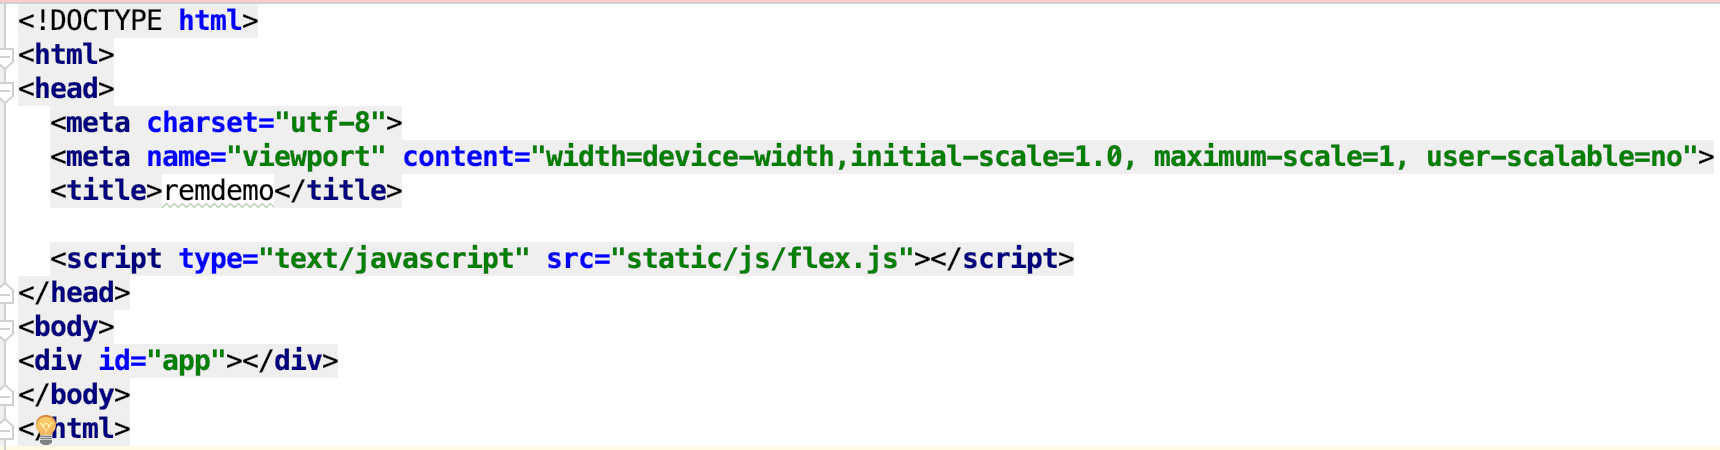 <!DOCTYPE html>
<html>
<head>
<meta charset="utf-8">
<meta name="viewport" content="width=device-width,initial-scale=1.0, maximum-scale=1, user-scalable=no">
<title>remdemo</title>
<script type="text/javascript" src="static/js/flex.js"></script>
</head>
<body>
<div id="app"></div>
</body>
</html>